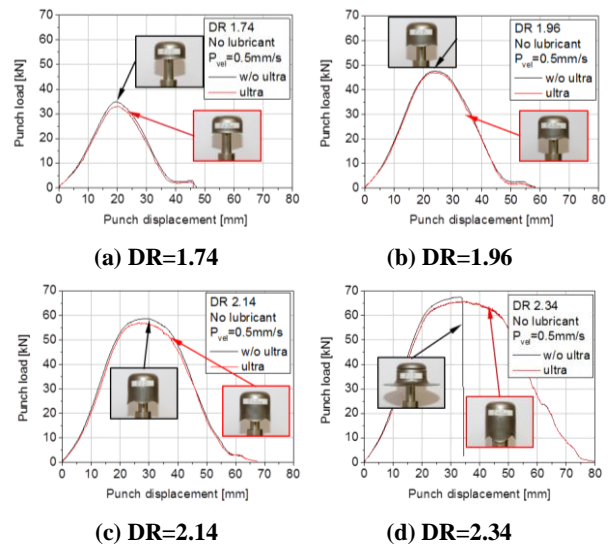 DR 1.74
No lubricant
P_vel=0.5mm/s
w/o ultra
ultra
Punch load [kN]
70
60
50
40
30
20
10
0
0 10 20 30 40 50 60 70 80
Punch displacement [mm]
(a) DR=1.74
DR 1.96
No lubricant
P_vel=0.5mm/s
w/o ultra
ultra
Punch load [kN]
70
60
50
40
30
20
10
0
0 10 20 30 40 50 60 70 80
Punch displacement [mm]
(b) DR=1.96
DR 2.14
No lubricant
P_vel=0.5mm/s
w/o ultra
ultra
Punch load [kN]
70
60
50
40
30
20
10
0
0 10 20 30 40 50 60 70 80
Punch displacement [mm]
(c) DR=2.14
DR 2.34
No lubricant
P_vel=0.5mm/s
w/o ultra
ultra
Punch load [kN]
70
60
50
40
30
20
10
0
0 10 20 30 40 50 60 70 80
Punch displacement [mm]
(d) DR=2.34